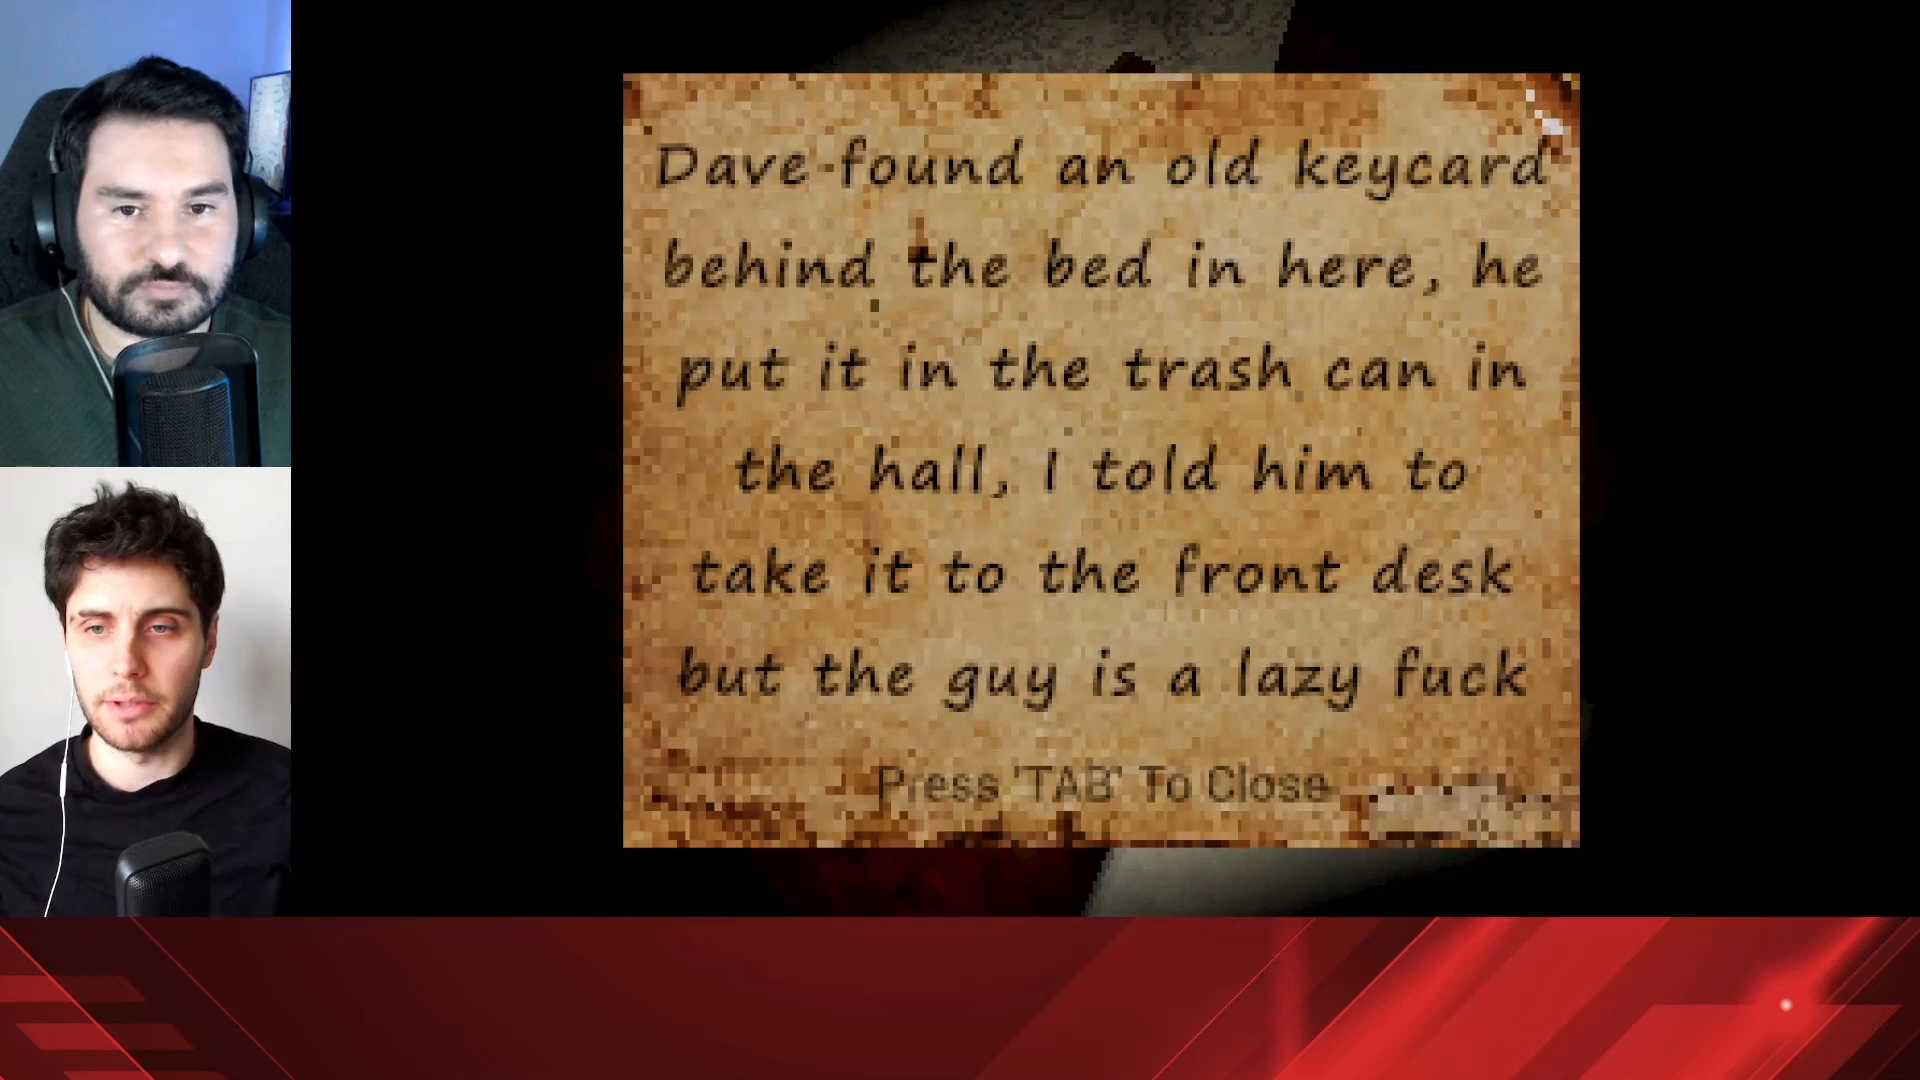 Dave found an old keycard
behind the bed in here, he
put it in the trash can in
the hall, I told him to
take it to the front desk
but the guy is a lazy fuck
Press 'TAB' To Close